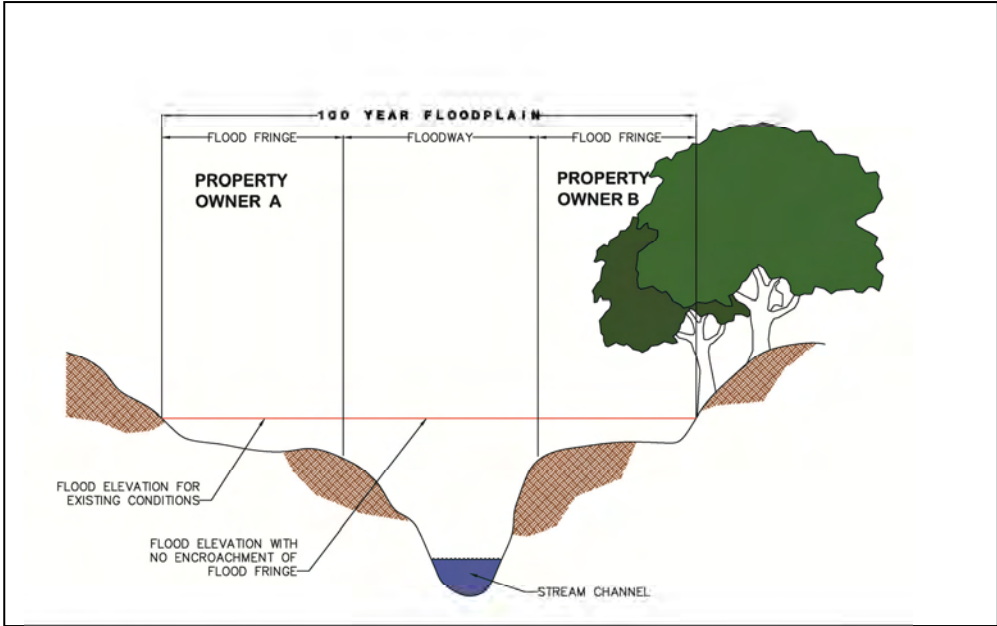 100 YEAR FLOODPLAIN
FLOOD FRINGE
FLOODWAY
FLOOD FRINGE
PROPERTY
OWNER A
PROPERTY
OWNER B
FLOOD ELEVATION FOR
EXISTING CONDITIONS
FLOOD ELEVATION WITH
NO ENCROACHMENT OF
FLOOD FRINGE
STREAM CHANNEL